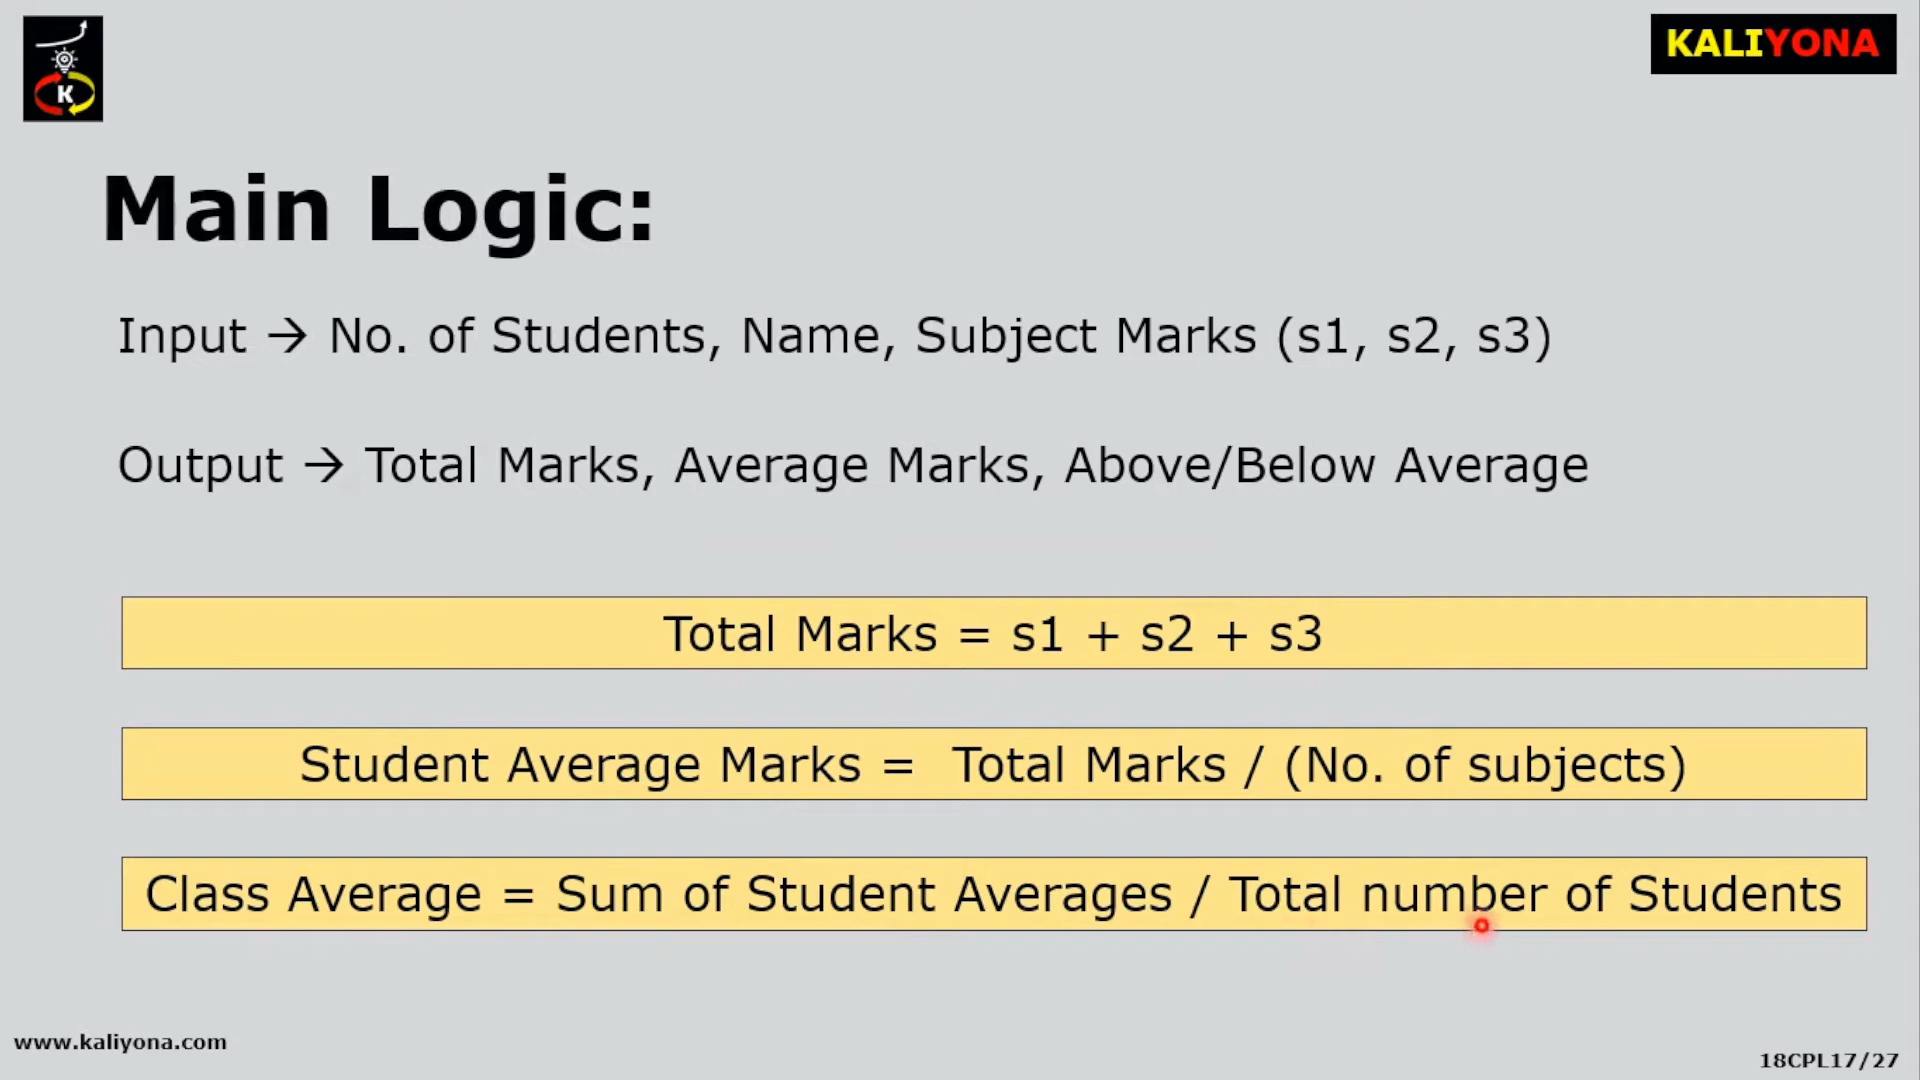 K
KALIYONA
Main Logic:
Input → No. of Students, Name, Subject Marks (s1, s2, s3)
Output → Total Marks, Average Marks, Above/Below Average
Total Marks = s1 + s2 + s3
Student Average Marks =  Total Marks / (No. of subjects)
Class Average = Sum of Student Averages / Total number of Students
www.kaliyona.com
18CPL17/27